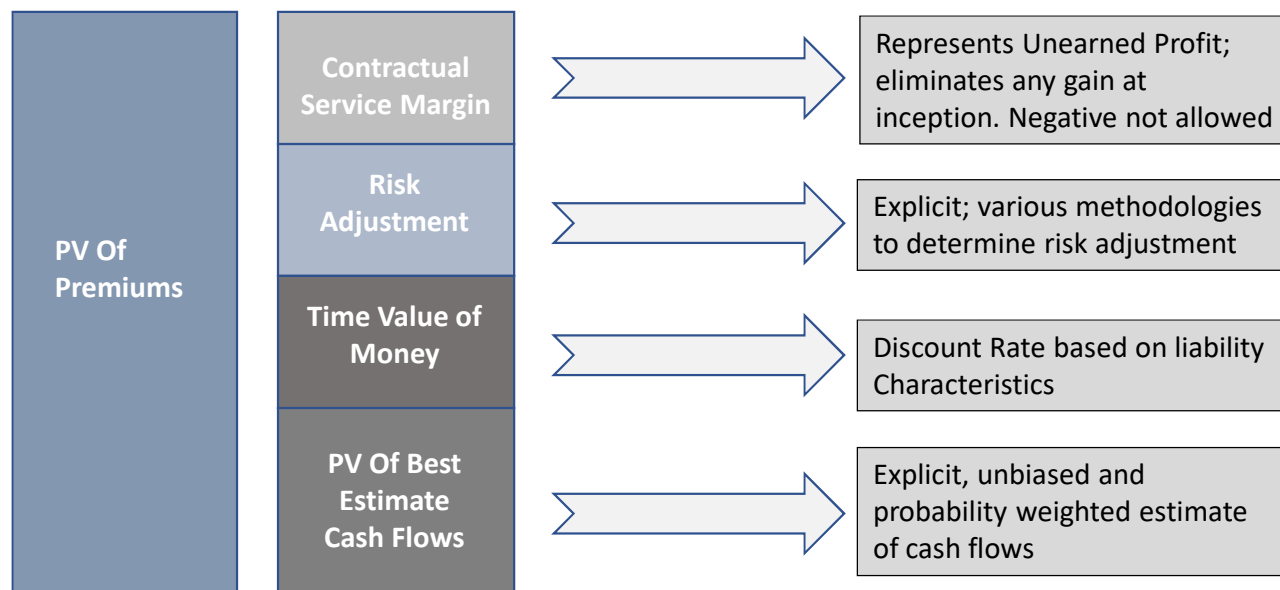 PV Of
Premiums
Contractual
Service Margin
Represents Unearned Profit;
eliminates any gain at
inception. Negative not allowed
Risk
Adjustment
Explicit; various methodologies
to determine risk adjustment
Time Value of
Money
Discount Rate based on liability
Characteristics
PV Of Best
Estimate
Cash Flows
Explicit, unbiased and
probability weighted estimate
of cash flows